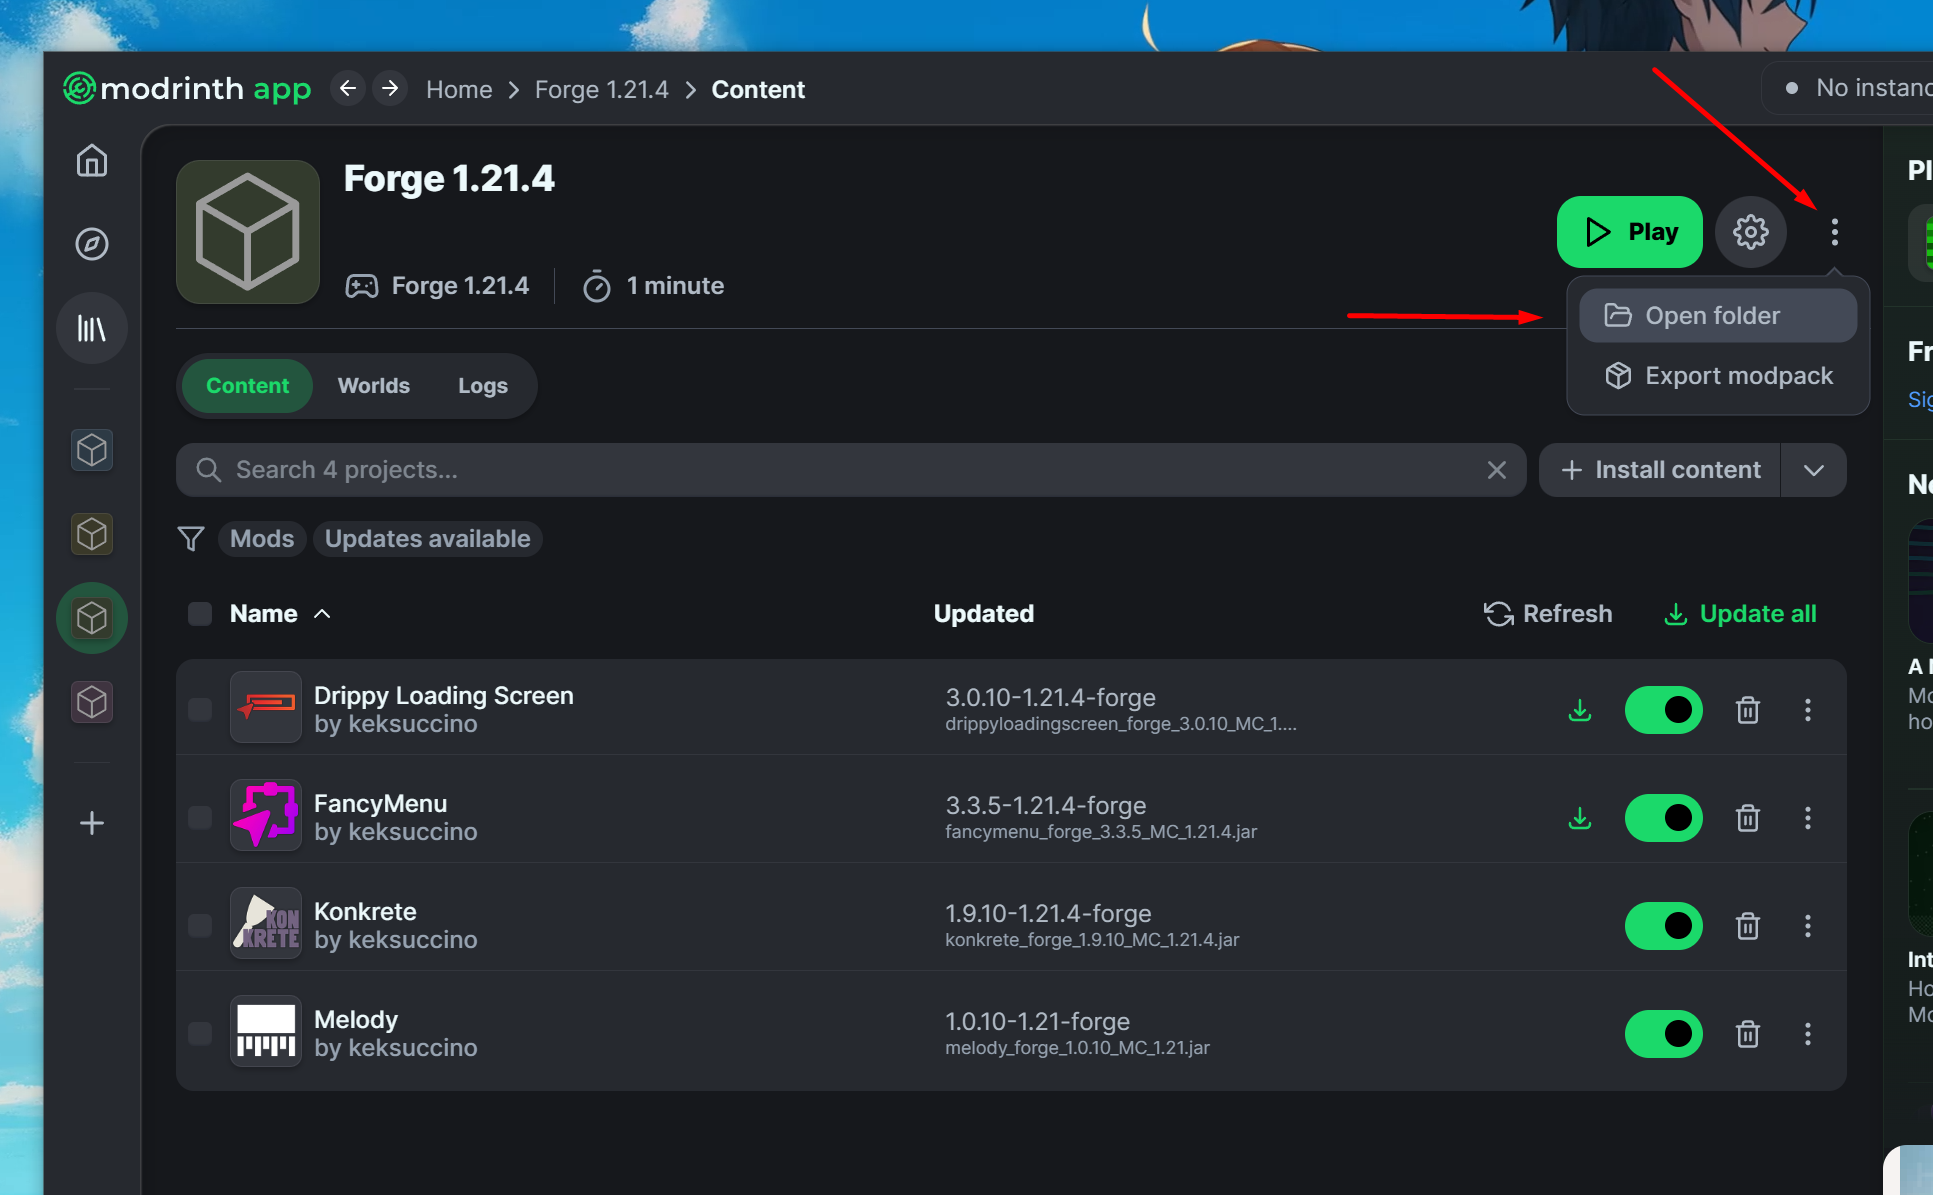 modrinth app
Home > Forge 1.21.4 > Content
No instanc
Forge 1.21.4
Forge 1.21.4
1 minute
Play
Open folder
Export modpack
Content
Worlds
Logs
Search 4 projects...
Install content
Mods
Updates available
Name
Updated
Refresh
Update all
Drippy Loading Screen
by keksuccino
3.0.10-1.21.4-forge
drippyloadingscreen_forge_3.0.10_MC_1....
FancyMenu
by keksuccino
3.3.5-1.21.4-forge
fancymenu_forge_3.3.5_MC_1.21.4.jar
KON
KRETE
Konkrete
by keksuccino
1.9.10-1.21.4-forge
konkrete_forge_1.9.10_MC_1.21.4.jar
Melody
by keksuccino
1.0.10-1.21-forge
melody_forge_1.0.10_MC_1.21.jar
Pl
Fr
Sig
Ne
A
Mo
ho
Int
Ho
Mo